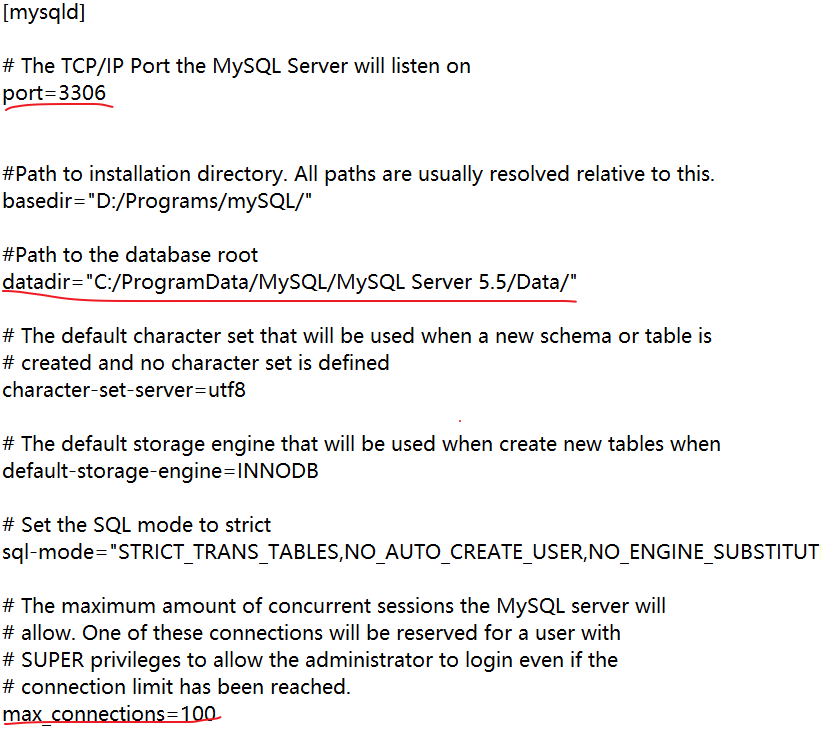 [mysqld]
# The TCP/IP Port the MySQL Server will listen on
port=3306
#Path to installation directory. All paths are usually resolved relative to this.
basedir="D:/Programs/mySQL/"
#Path to the database root
datadir="C:/ProgramData/MySQL/MySQL Server 5.5/Data/"
# The default character set that will be used when a new schema or table is
# created and no character set is defined
character-set-server=utf8
# The default storage engine that will be used when create new tables when
default-storage-engine=INNODB
# Set the SQL mode to strict
sql-mode="STRICT_TRANS_TABLES,NO_AUTO_CREATE_USER,NO_ENGINE_SUBSTITUT
# The maximum amount of concurrent sessions the MySQL server will
# allow. One of these connections will be reserved for a user with
# SUPER privileges to allow the administrator to login even if the
# connection limit has been reached.
max_connections=100